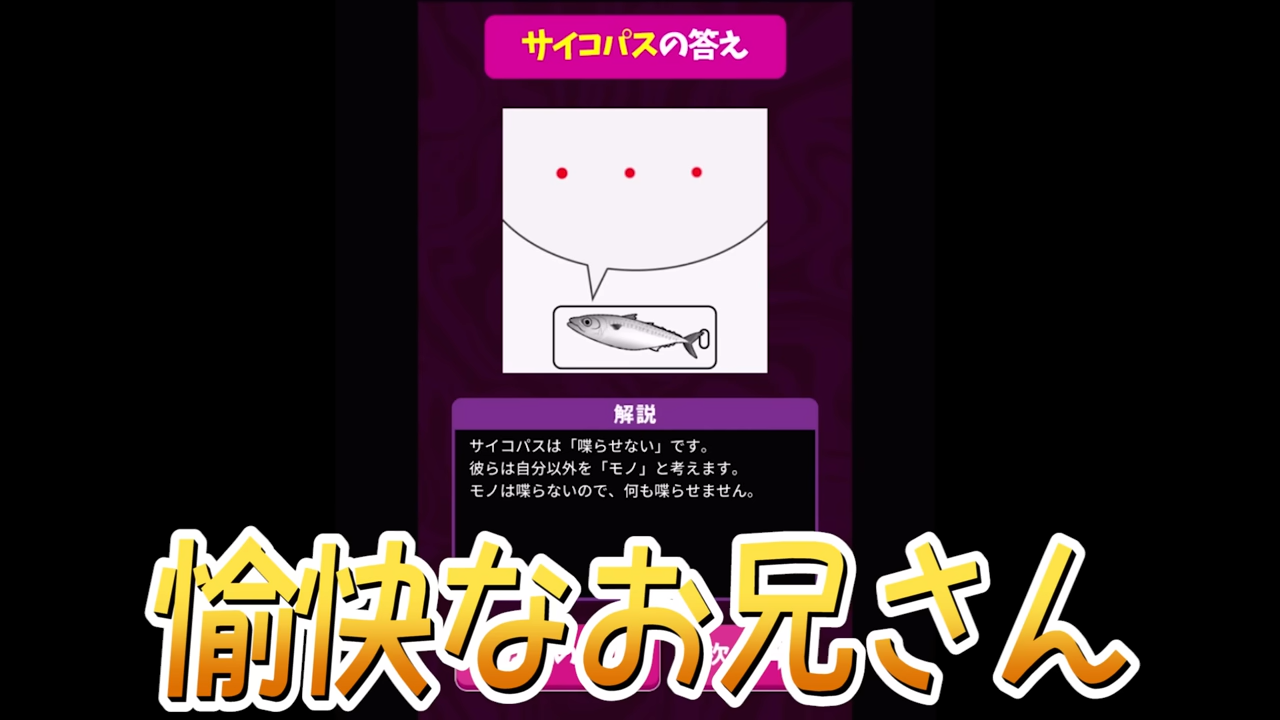 サイコパスの答え
解説
サイコパスは「喋らせない」です。
彼らは自分以外を「モノ」と考えます。
モノは喋らないので、何も喋らせません。
愉快なお兄さん